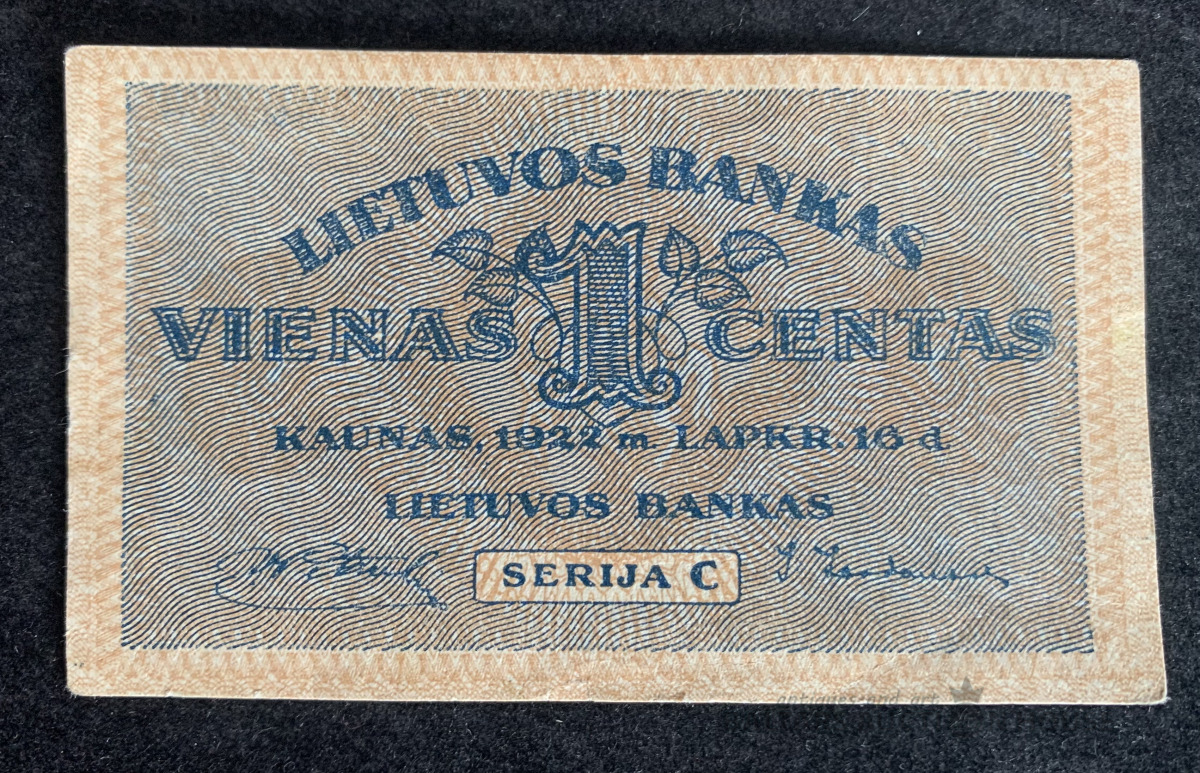 LIETUVOS BANKAS
VIENAS 1 CENTAS
KAUNAS, 1922 m. LAPKR. 16 d.
LIETUVOS BANKAS
SERIJA C